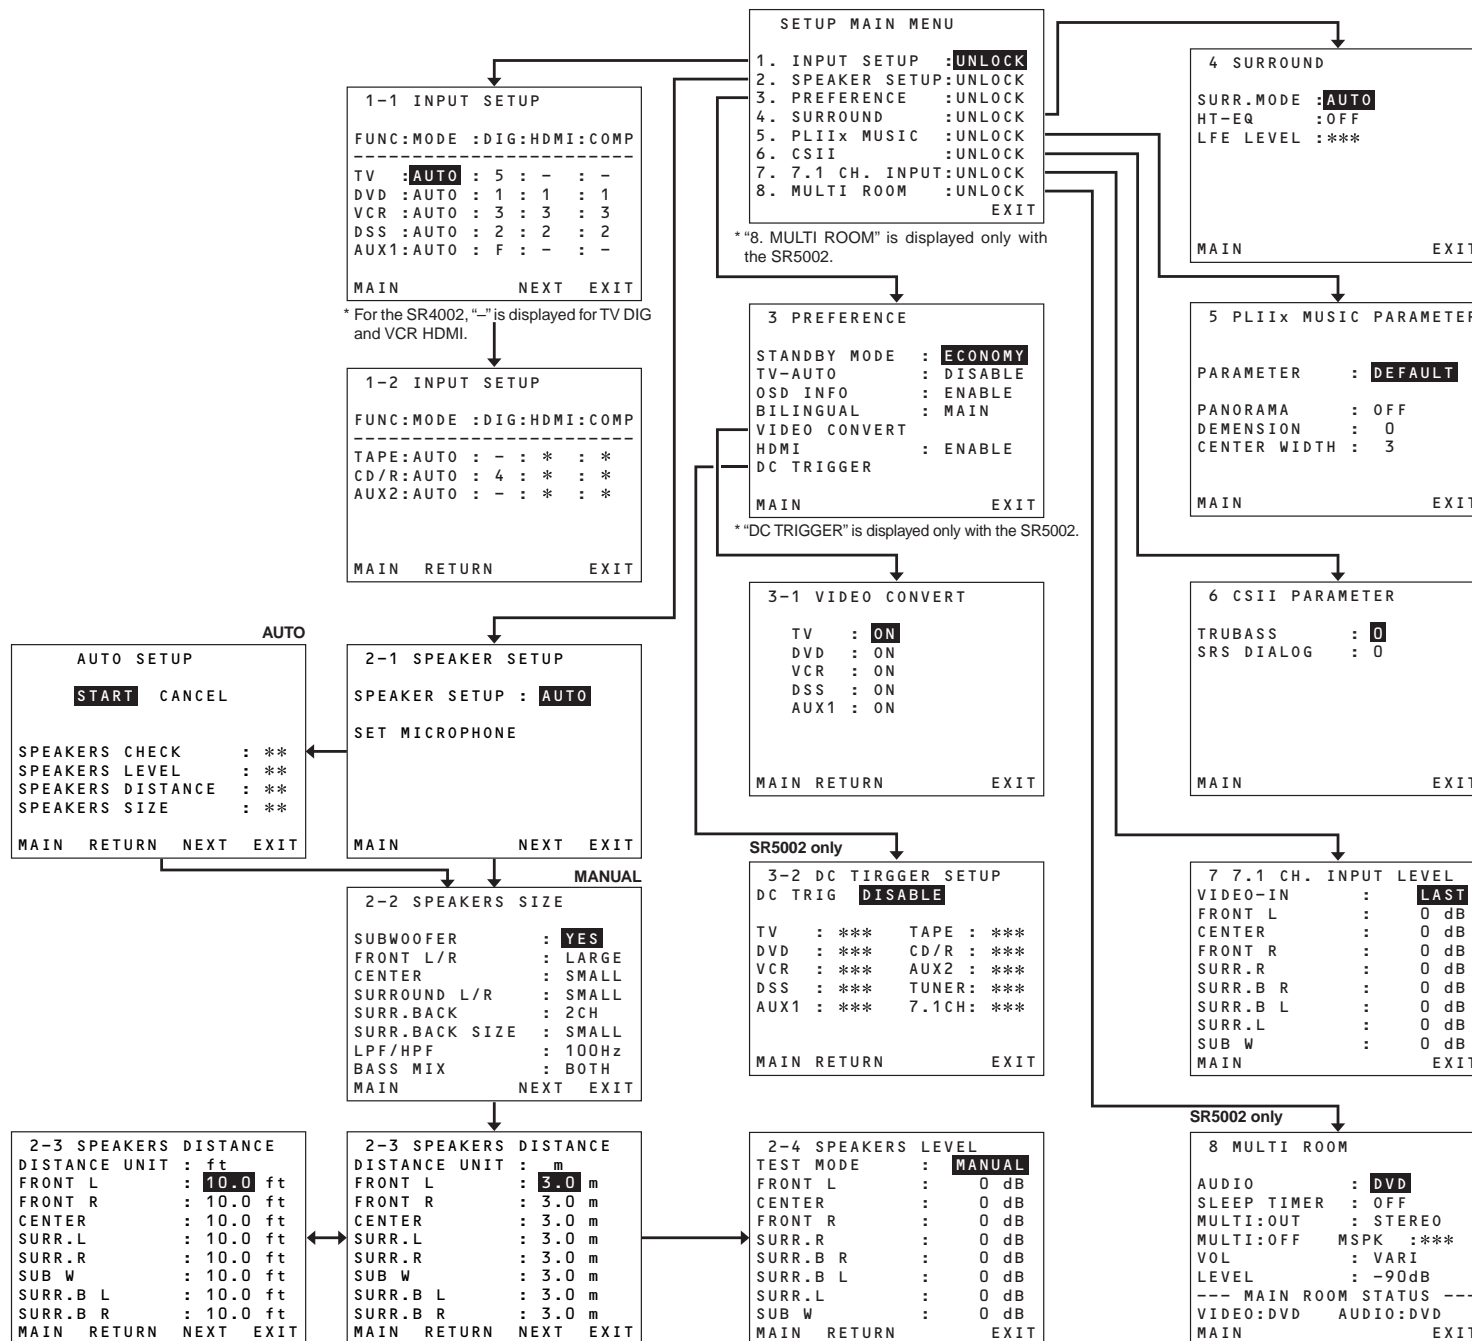 SETUP MAIN MENU
1. INPUT SETUP :UNLOCK
2. SPEAKER SETUP:UNLOCK
3. PREFERENCE :UNLOCK
4. SURROUND :UNLOCK
5. PLIIx MUSIC :UNLOCK
6. CSII :UNLOCK
7. 7.1 CH. INPUT:UNLOCK
8. MULTI ROOM :UNLOCK
EXIT
* “8. MULTI ROOM” is displayed only with
the SR5002.
1-1 INPUT SETUP
FUNC:MODE :DIG:HDMI:COMP
------------------------
TV :AUTO : 5 : - : -
DVD :AUTO : 1 : 1 : 1
VCR :AUTO : 3 : 3 : 3
DSS :AUTO : 2 : 2 : 2
AUX1:AUTO : F : - : -
MAIN NEXT EXIT
* For the SR4002, “–” is displayed for TV DIG
and VCR HDMI.
1-2 INPUT SETUP
FUNC:MODE :DIG:HDMI:COMP
------------------------
TAPE:AUTO : - : * : *
CD/R:AUTO : 4 : * : *
AUX2:AUTO : - : * : *
MAIN RETURN EXIT
AUTO
AUTO SETUP
START CANCEL
SPEAKERS CHECK : **
SPEAKERS LEVEL : **
SPEAKERS DISTANCE : **
SPEAKERS SIZE : **
MAIN RETURN NEXT EXIT
2-1 SPEAKER SETUP
SPEAKER SETUP : AUTO
SET MICROPHONE
MAIN NEXT EXIT
MANUAL
2-2 SPEAKERS SIZE
SUBWOOFER : YES
FRONT L/R : LARGE
CENTER : SMALL
SURROUND L/R : SMALL
SURR.BACK : 2CH
SURR.BACK SIZE : SMALL
LPF/HPF : 100Hz
BASS MIX : BOTH
MAIN NEXT EXIT
2-3 SPEAKERS DISTANCE
DISTANCE UNIT : ft
FRONT L : 10.0 ft
FRONT R : 10.0 ft
CENTER : 10.0 ft
SURR.L : 10.0 ft
SURR.R : 10.0 ft
SUB W : 10.0 ft
SURR.B L : 10.0 ft
SURR.B R : 10.0 ft
MAIN RETURN NEXT EXIT
2-3 SPEAKERS DISTANCE
DISTANCE UNIT : m
FRONT L : 3.0 m
FRONT R : 3.0 m
CENTER : 3.0 m
SURR.L : 3.0 m
SURR.R : 3.0 m
SUB W : 3.0 m
SURR.B L : 3.0 m
SURR.B R : 3.0 m
MAIN RETURN NEXT EXIT
3 PREFERENCE
STANDBY MODE : ECONOMY
TV-AUTO : DISABLE
OSD INFO : ENABLE
BILINGUAL : MAIN
VIDEO CONVERT
HDMI : ENABLE
DC TRIGGER
MAIN EXIT
* “DC TRIGGER” is displayed only with the SR5002.
3-1 VIDEO CONVERT
TV : ON
DVD : ON
VCR : ON
DSS : ON
AUX1 : ON
MAIN RETURN EXIT
SR5002 only
3-2 DC TIRGGER SETUP
DC TRIG DISABLE
TV : *** TAPE : ***
DVD : *** CD/R : ***
VCR : *** AUX2 : ***
DSS : *** TUNER: ***
AUX1 : *** 7.1CH: ***
MAIN RETURN EXIT
2-4 SPEAKERS LEVEL
TEST MODE : MANUAL
FRONT L : 0 dB
CENTER : 0 dB
FRONT R : 0 dB
SURR.R : 0 dB
SURR.B R : 0 dB
SURR.B L : 0 dB
SURR.L : 0 dB
SUB W : 0 dB
MAIN RETURN EXIT
4 SURROUND
SURR.MODE :AUTO
HT-EQ :OFF
LFE LEVEL :***
MAIN EXIT
5 PLIIx MUSIC PARAMETER
PARAMETER : DEFAULT
PANORAMA : OFF
DEMENSION : 0
CENTER WIDTH : 3
MAIN EXIT
6 CSII PARAMETER
TRUBASS : 0
SRS DIALOG : 0
MAIN EXIT
7 7.1 CH. INPUT LEVEL
VIDEO-IN : LAST
FRONT L : 0 dB
CENTER : 0 dB
FRONT R : 0 dB
SURR.R : 0 dB
SURR.B R : 0 dB
SURR.B L : 0 dB
SURR.L : 0 dB
SUB W : 0 dB
MAIN EXIT
SR5002 only
8 MULTI ROOM
AUDIO : DVD
SLEEP TIMER : OFF
MULTI:OUT : STEREO
MULTI:OFF MSPK :***
VOL : VARI
LEVEL : -90dB
--- MAIN ROOM STATUS ---
VIDEO:DVD AUDIO:DVD
MAIN EXIT